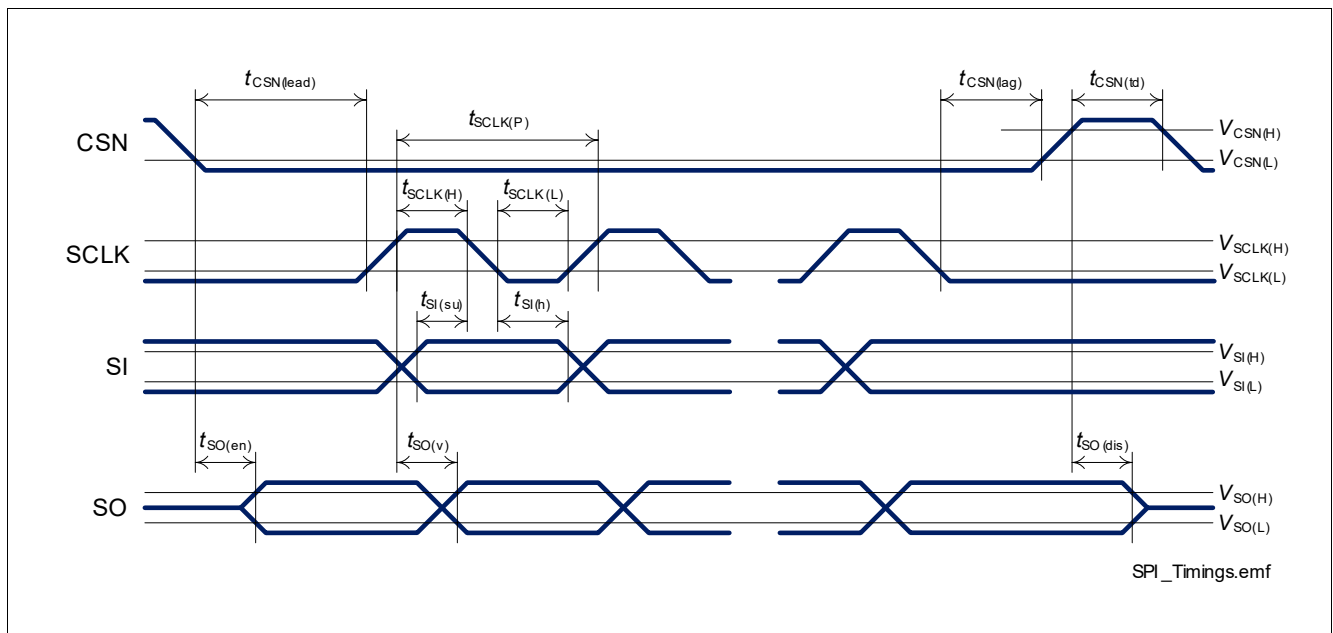 tCSN(lead)
tCSN(lag)
tCSN(td)
tSCLK(P)
CSN
VCSN(H)
VCSN(L)
tSCLK(H)
tSCLK(L)
SCLK
VSCLK(H)
VSCLK(L)
tSI(su)
tSI(h)
SI
VSI(H)
VSI(L)
tSO(en)
tSO(v)
tSO(dis)
SO
VSO(H)
VSO(L)
SPI_Timings.emf